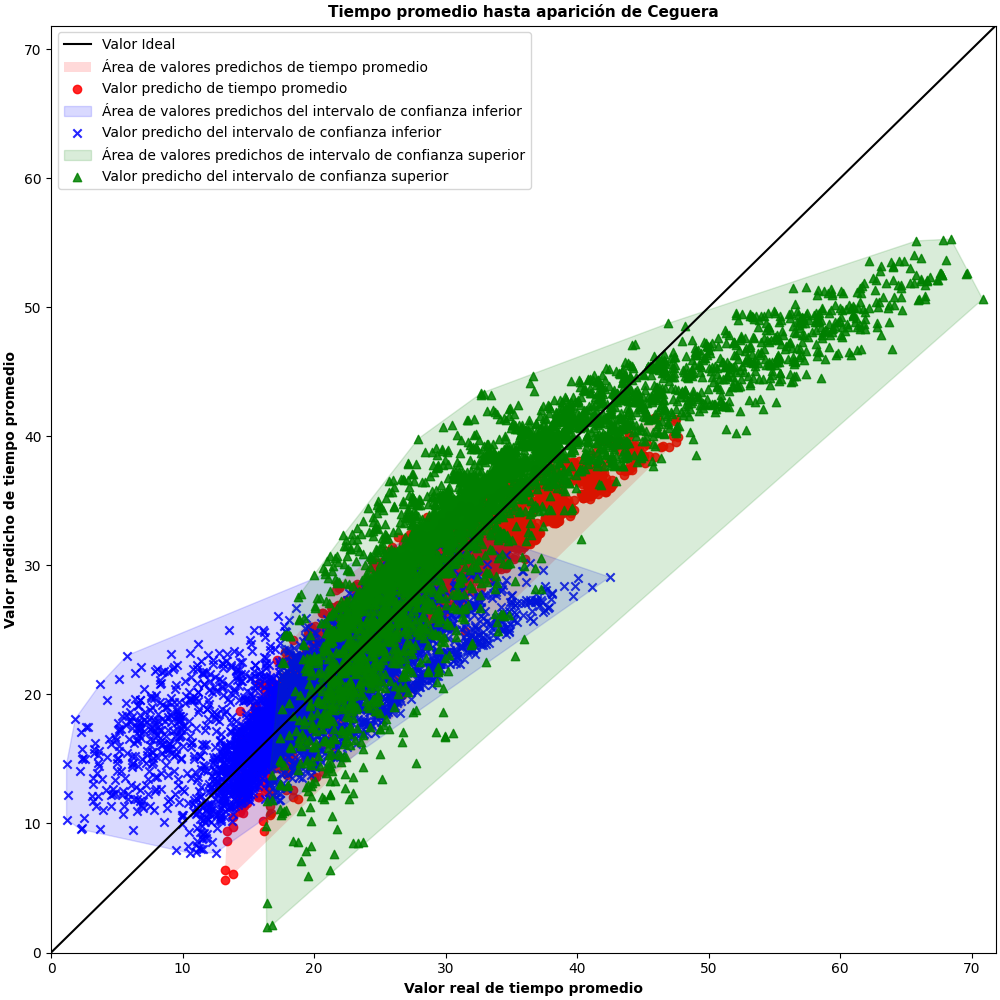 Tiempo promedio hasta aparición de Ceguera
Valor Ideal
Área de valores predichos de tiempo promedio
Valor predicho de tiempo promedio
Área de valores predichos del intervalo de confianza inferior
Valor predicho del intervalo de confianza inferior
Área de valores predichos de intervalo de confianza superior
Valor predicho del intervalo de confianza superior
70
60
50
40
30
20
10
0
Valor predicho de tiempo promedio
0 10 20 30 40 50 60 70
Valor real de tiempo promedio